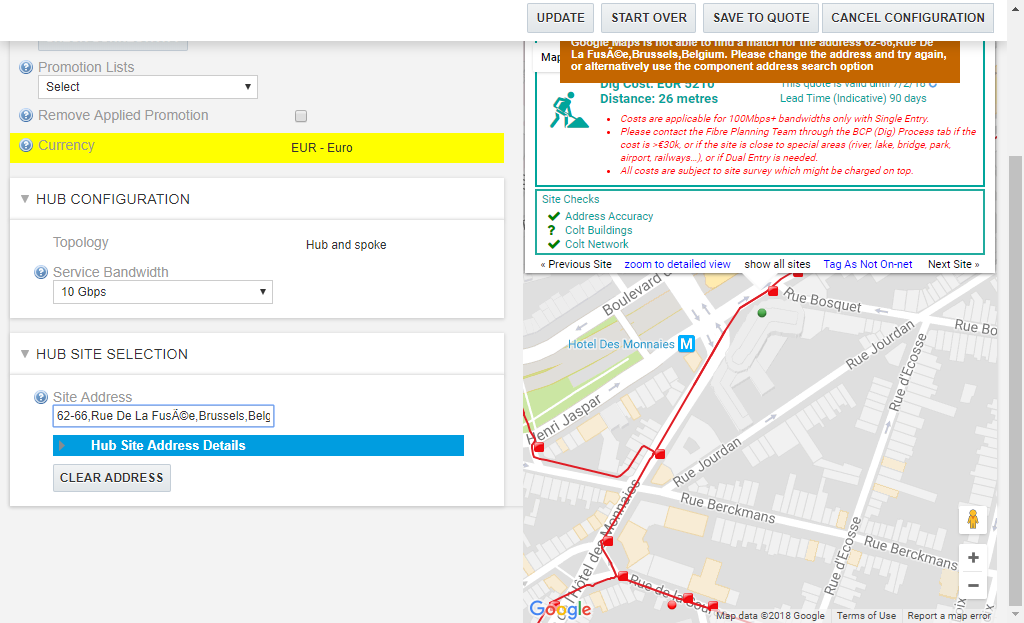 UPDATE
START OVER
SAVE TO QUOTE
CANCEL CONFIGURATION
Promotion Lists
Select
Remove Applied Promotion
Currency
EUR - Euro
HUB CONFIGURATION
Topology
Hub and spoke
Service Bandwidth
10 Gbps
HUB SITE SELECTION
Site Address
62-66,Rue De La FusÃ©e,Brussels,Belg
Hub Site Address Details
CLEAR ADDRESS
Map
Google Maps is not able to find a match for the address 62-66,Rue De
La FusÃ©e,Brussels,Belgium. Please change the address and try again,
or alternatively use the component address search option
Dig Cost: EUR 5210
This quote is valid until 7/2/18
Distance: 26 metres
Lead Time (Indicative) 90 days
Costs are applicable for 100Mbps+ bandwidths only with Single Entry.
Please contact the Fibre Planning Team through the BCP (Dig) Process tab if the
cost is >€30k, or if the site is close to special areas (river, lake, bridge, park,
airport, railways...), or if Dual Entry is needed.
All costs are subject to site survey which might be charged on top.
Site Checks
Address Accuracy
? Colt Buildings
Colt Network
« Previous Site
zoom to detailed view
show all sites
Tag As Not On-net
Next Site »
Boulevard
Rue Bosquet
Rue Bo
Hotel Des Monnaies M
Rue Jourdan
Rue d'Ecosse
Henri Jaspar
Rue Jourdan
Rue Berckmans
l'Hôtel des Monnaies
Rue d'Ecosse
Rue Berckmans
Rue de la Sour
Google
+
−
Map data ©2018 Google
Terms of Use
Report a map error